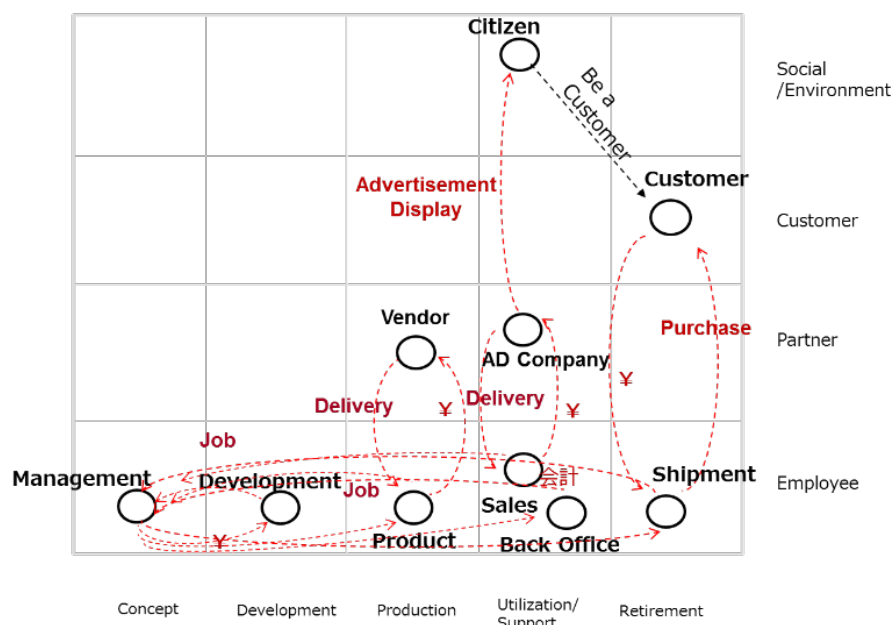 Citizen
Social
/Environment
Be a
Customer
Advertisement
Display
Customer
Customer
Vendor
AD Company
Purchase
Partner
Delivery
¥
Delivery
¥
¥
Job
Management
Development
Job
会計
Shipment
Employee
Sales
¥
Product
Back Office
Concept
Development
Production
Utilization/
Support
Retirement